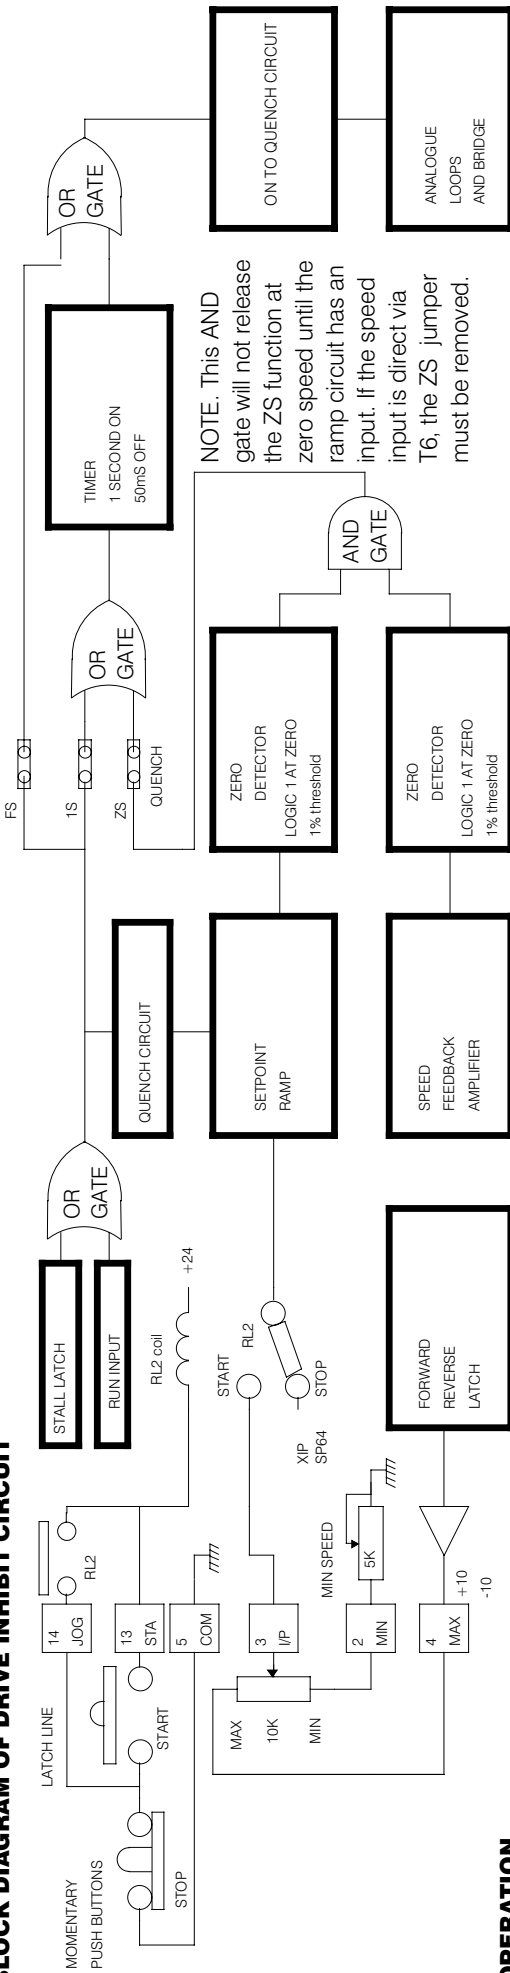 BLOCK DIAGRAM OF DRIVE INHIBIT CIRCUIT
MOMENTARY
PUSH BUTTONS
STOP
LATCH LINE
START
14
JOG
13
STA
5
COM
3
I/P
2
MIN
4
MAX
RL2
RL2 coil
+24
MAX
10K
MIN
MIN SPEED
5K
+10
-10
START
RL2
STOP
XIP
SP64
STALL LATCH
RUN INPUT
OR
GATE
QUENCH CIRCUIT
SETPOINT
RAMP
FORWARD
REVERSE
LATCH
SPEED
FEEDBACK
AMPLIFIER
FS
1S
ZS
QUENCH
ZERO
DETECTOR
LOGIC 1 AT ZERO
1% threshold
ZERO
DETECTOR
LOGIC 1 AT ZERO
1% threshold
OR
GATE
AND
GATE
TIMER
1 SECOND ON
50mS OFF
NOTE. This AND
gate will not release
the ZS function at
zero speed until the
ramp circuit has an
input. If the speed
input is direct via
T6, the ZS jumper
must be removed.
OR
GATE
ON TO QUENCH CIRCUIT
ANALOGUE
LOOPS
AND BRIDGE
OPERATION